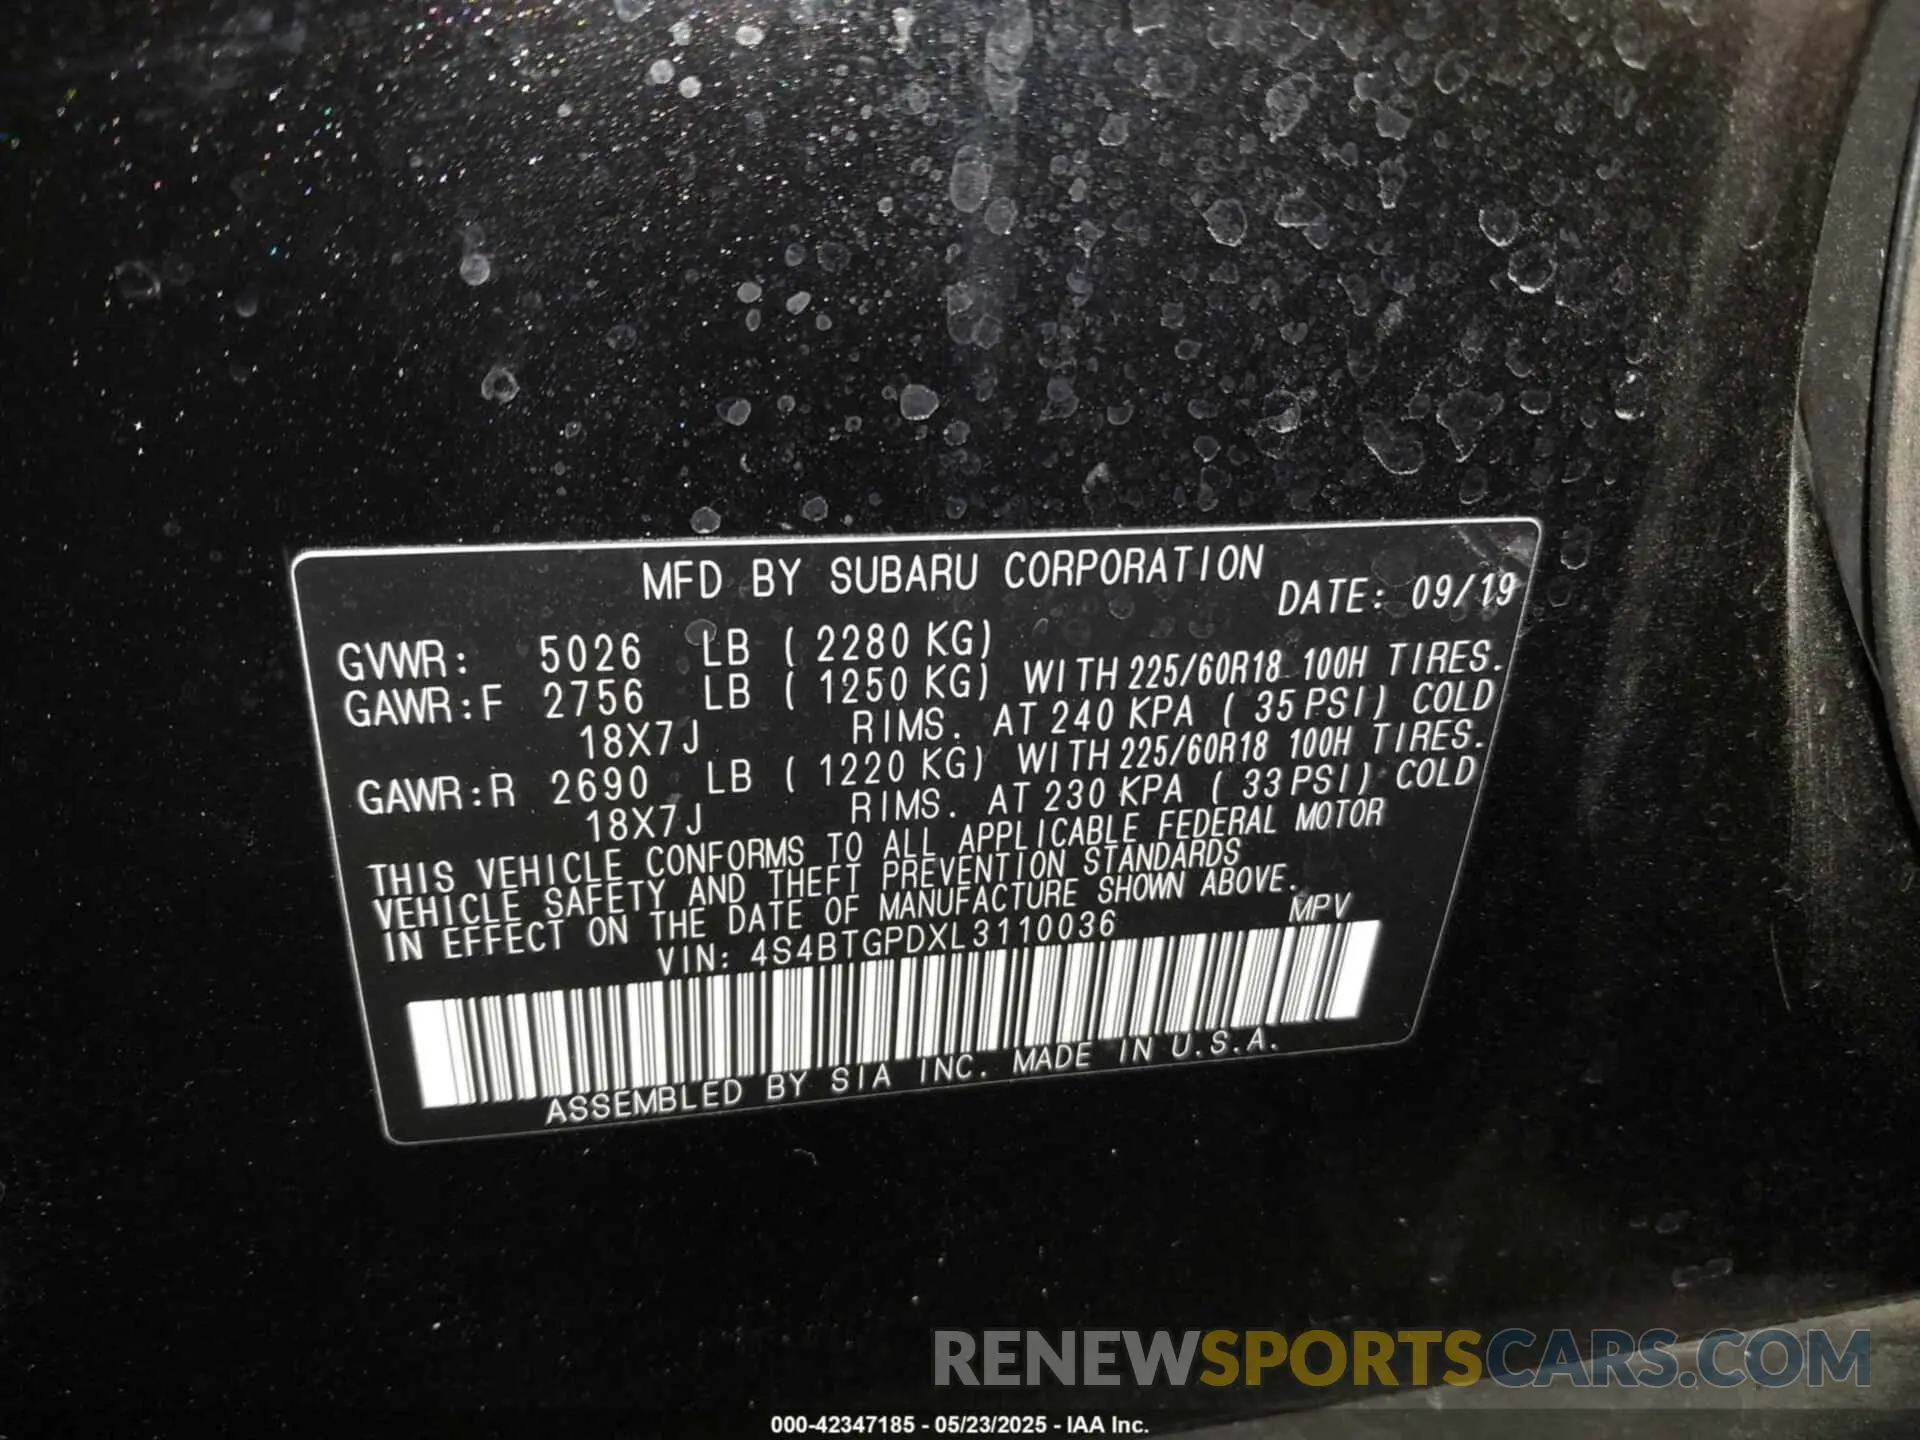 MFD BY SUBARU CORPORATION
DATE: 09/19
GVWR: 5026 LB ( 2280 KG)
GAWR:F 2756 LB ( 1250 KG) WITH 225/60R18 100H TIRES.
18X7J RIMS. AT 240 KPA ( 35 PSI) COLD
GAWR:R 2690 LB ( 1220 KG) WITH 225/60R18 100H TIRES.
18X7J RIMS. AT 230 KPA ( 33 PSI) COLD
THIS VEHICLE CONFORMS TO ALL APPLICABLE FEDERAL MOTOR
VEHICLE SAFETY AND THEFT PREVENTION STANDARDS
IN EFFECT ON THE DATE OF MANUFACTURE SHOWN ABOVE.
VIN: 4S4BTGPDXL3110036 MPV
ASSEMBLED BY SIA INC. MADE IN U.S.A.
RENEWSPORTSCARS.COM
000-42347185 - 05/23/2025 - IAA Inc.